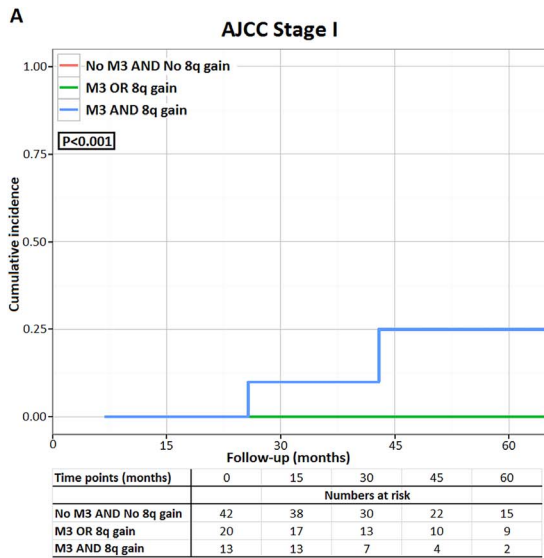 A
AJCC Stage I
Cumulative incidence
1.00
0.75
0.50
0.25
0.00
No M3 AND No 8q gain
M3 OR 8q gain
M3 AND 8q gain
P<0.001
0 15 30 45 60
Follow-up (months)
Time points (months) 0 15 30 45 60
Numbers at risk
No M3 AND No 8q gain 42 38 30 22 15
M3 OR 8q gain 20 17 13 10 9
M3 AND 8q gain 13 13 7 4 2